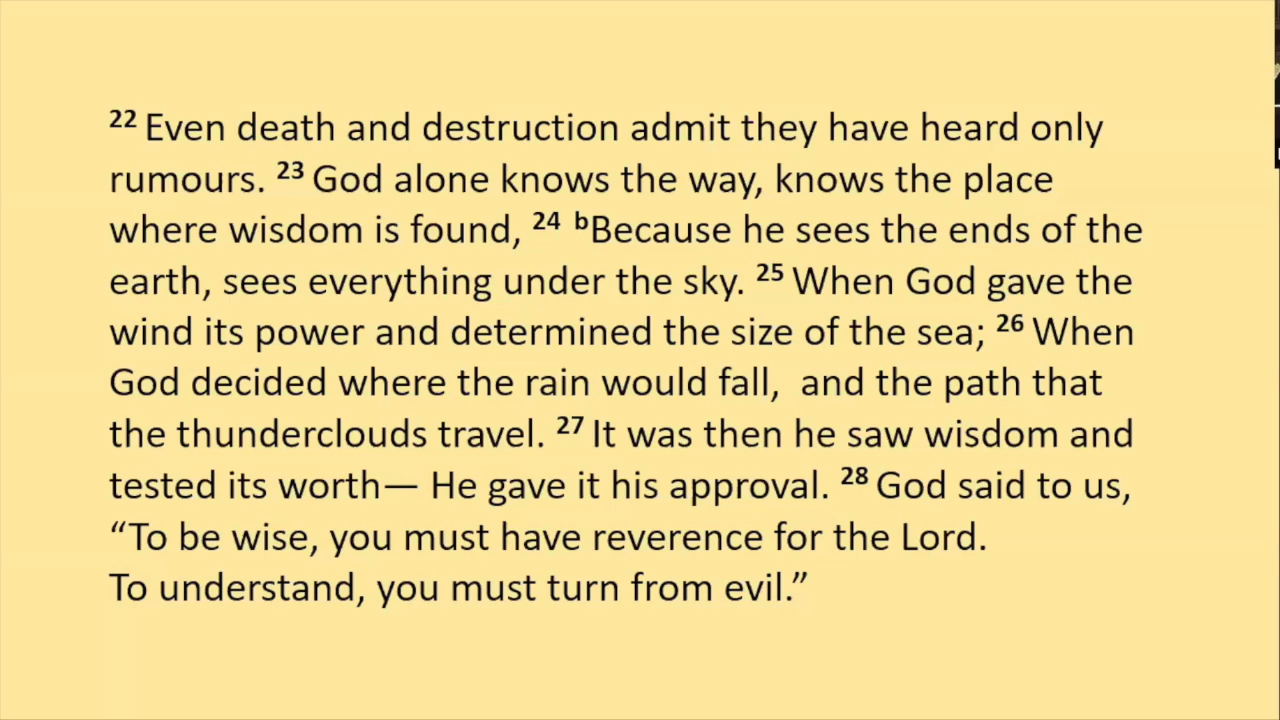 22 Even death and destruction admit they have heard only
rumours. 23 God alone knows the way, knows the place
where wisdom is found, 24 bBecause he sees the ends of the
earth, sees everything under the sky. 25 When God gave the
wind its power and determined the size of the sea; 26 When
God decided where the rain would fall,  and the path that
the thunderclouds travel. 27 It was then he saw wisdom and
tested its worth— He gave it his approval. 28 God said to us,
“To be wise, you must have reverence for the Lord.
To understand, you must turn from evil.”